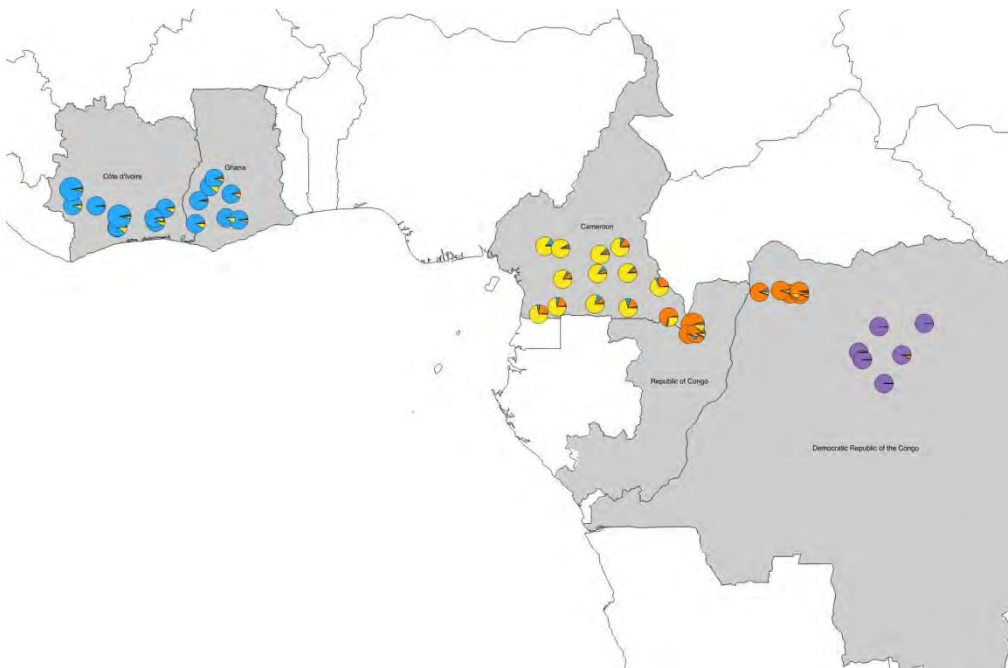 Côte d'Ivoire
Ghana
Cameroon
Republic of Congo
Democratic Republic of the Congo